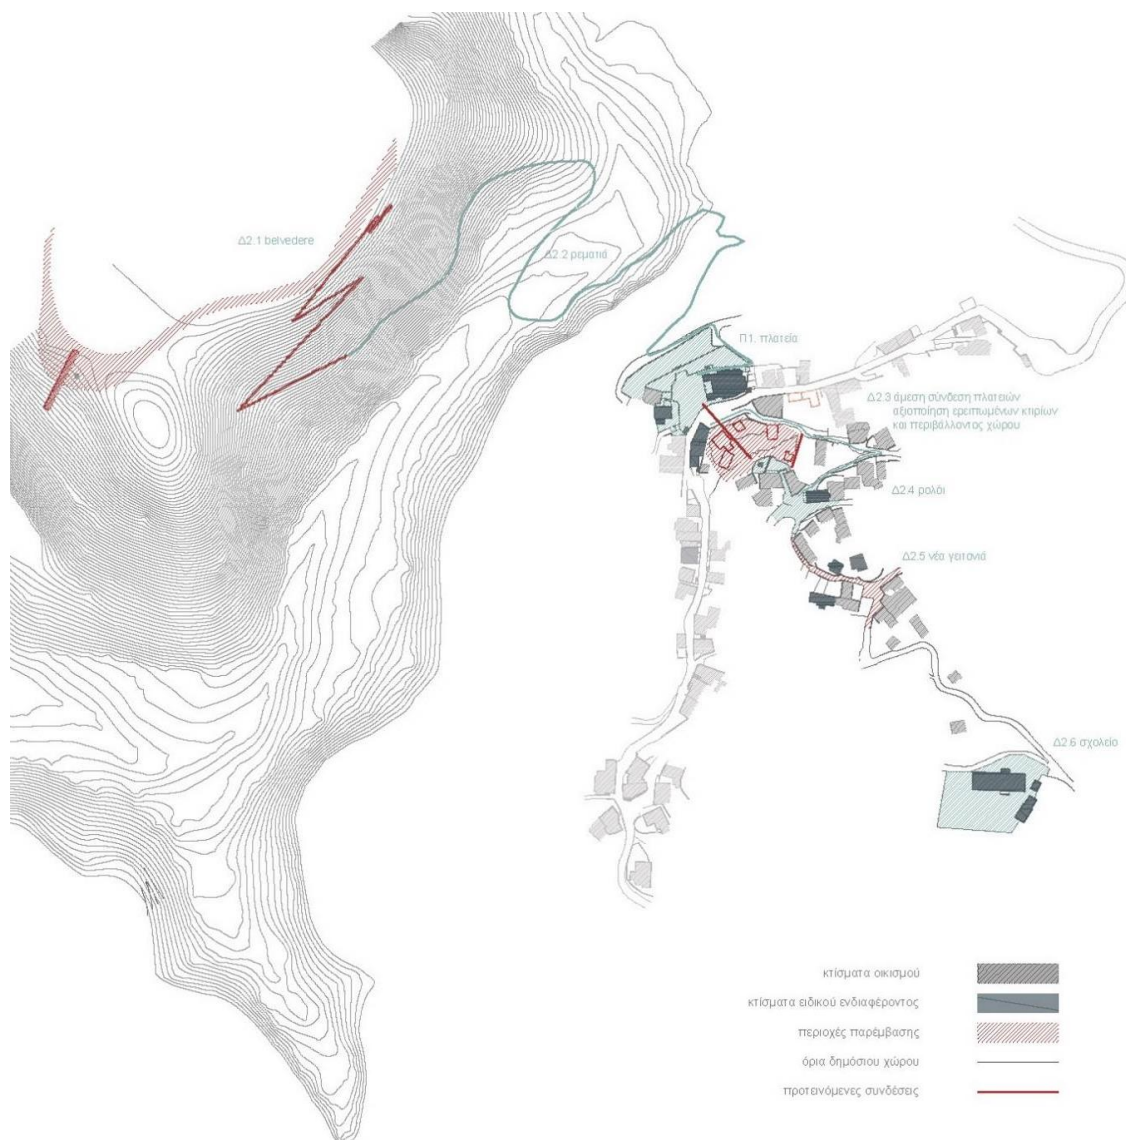 Δ2.1 belvedere
Δ2.2 ρεματιά
Π1. πλατεία
Δ2.3 άμεση σύνδεση πλατειών
αξιοποίηση ερειπωμένων κτιρίων
και περιβάλλοντος χώρου
Δ2.4 ρολόι
Δ2.5 νέα γειτονιά
Δ2.6 σχολείο
κτίσματα οικισμού
κτίσματα ειδικού ενδιαφέροντος
περιοχές παρέμβασης
όρια δημόσιου χώρου
προτεινόμενες συνδέσεις